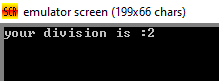 emulator screen (199x66 chars)
your division is :2